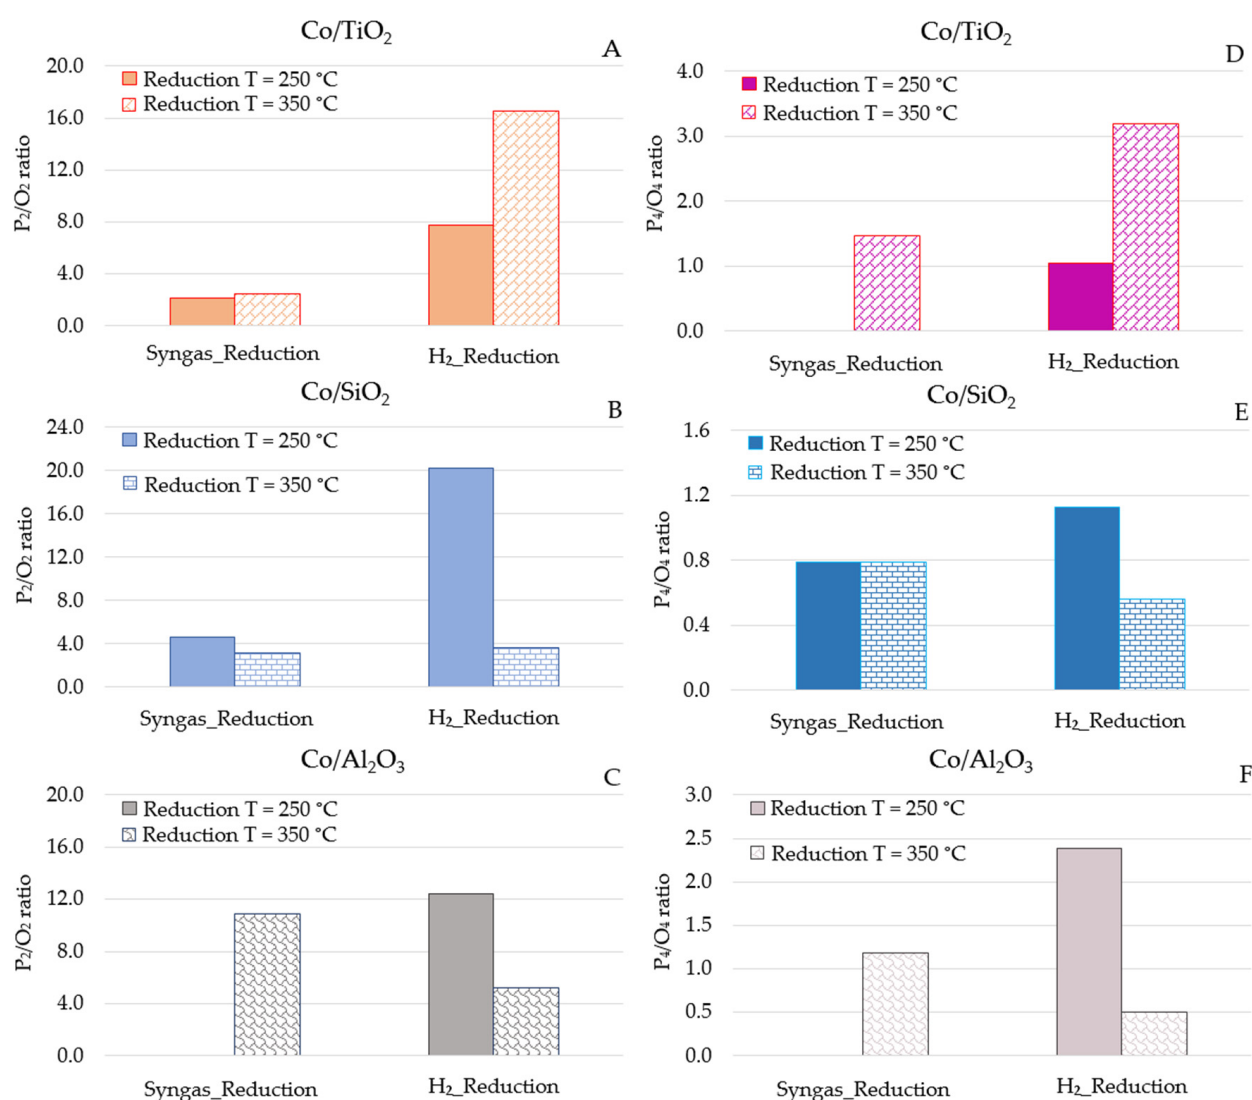 Co/TiO₂
A
20.0
16.0
12.0
8.0
4.0
0.0
P₂/O₂ ratio
Reduction T = 250 °C
Reduction T = 350 °C
Syngas_Reduction
H₂_Reduction
Co/TiO₂
D
4.0
3.0
2.0
1.0
0.0
P₄/O₄ ratio
Reduction T = 250 °C
Reduction T = 350 °C
Syngas_Reduction
H₂_Reduction
Co/SiO₂
B
24.0
20.0
16.0
12.0
8.0
4.0
0.0
P₂/O₂ ratio
Reduction T = 250 °C
Reduction T = 350 °C
Syngas_Reduction
H₂_Reduction
Co/SiO₂
E
1.6
1.2
0.8
0.4
0.0
P₄/O₄ ratio
Reduction T = 250 °C
Reduction T = 350 °C
Syngas_Reduction
H₂_Reduction
Co/Al₂O₃
C
20.0
16.0
12.0
8.0
4.0
0.0
P₂/O₂ ratio
Reduction T = 250 °C
Reduction T = 350 °C
Syngas_Reduction
H₂_Reduction
Co/Al₂O₃
F
3.0
2.5
2.0
1.5
1.0
0.5
0.0
P₄/O₄ ratio
Reduction T = 250 °C
Reduction T = 350 °C
Syngas_Reduction
H₂_Reduction